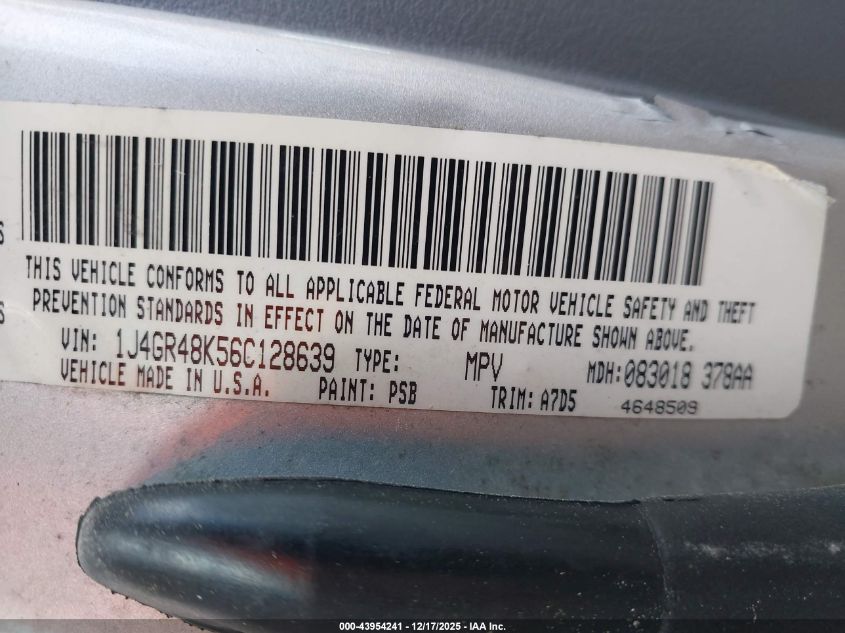 THIS VEHICLE CONFORMS TO ALL APPLICABLE FEDERAL MOTOR VEHICLE SAFETY AND THEFT
PREVENTION STANDARDS IN EFFECT ON THE DATE OF MANUFACTURE SHOWN ABOVE.
VIN: 1J4GR48K56C128639 TYPE: MPV MDH:083018 378AA
VEHICLE MADE IN U.S.A. PAINT: PSB TRIM: A7D5 4648509
000-43954241 - 12/17/2025 - IAA Inc.